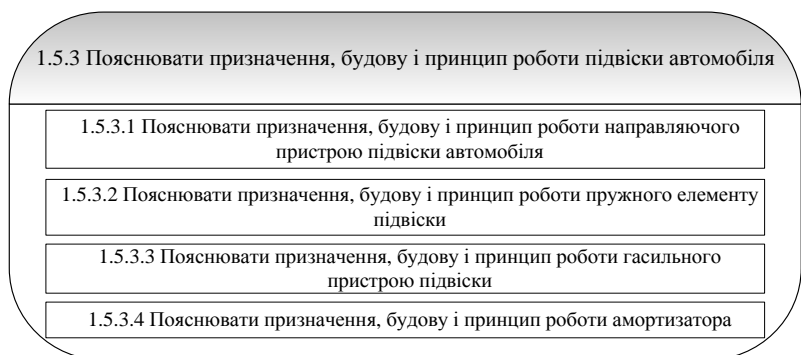 1.5.3 Пояснювати призначення, будову і принцип роботи підвіски автомобіля
1.5.3.1 Пояснювати призначення, будову і принцип роботи направляючого
пристрою підвіски автомобіля
1.5.3.2 Пояснювати призначення, будову і принцип роботи пружного елементу
підвіски
1.5.3.3 Пояснювати призначення, будову і принцип роботи гасильного
пристрою підвіски
1.5.3.4 Пояснювати призначення, будову і принцип роботи амортизатора